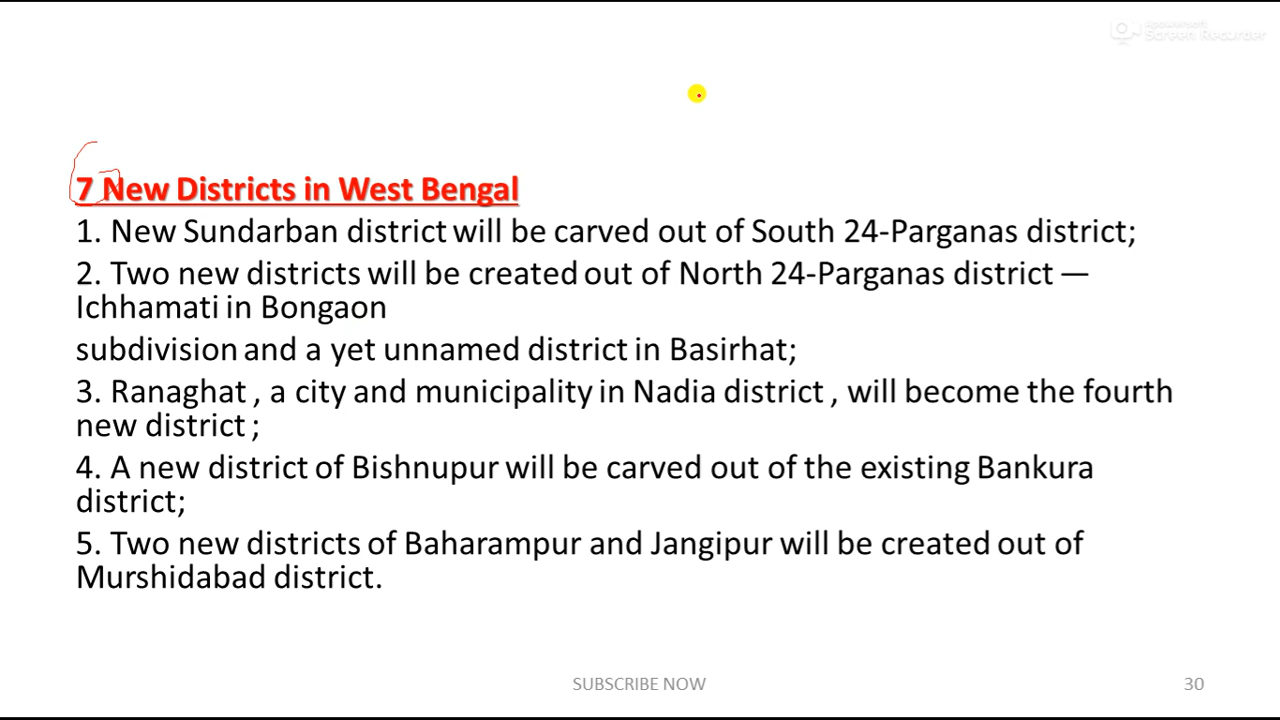 Apowersoft
Screen Recorder
7 New Districts in West Bengal
1. New Sundarban district will be carved out of South 24-Parganas district;
2. Two new districts will be created out of North 24-Parganas district —
Ichhamati in Bongaon
subdivision and a yet unnamed district in Basirhat;
3. Ranaghat , a city and municipality in Nadia district , will become the fourth
new district ;
4. A new district of Bishnupur will be carved out of the existing Bankura
district;
5. Two new districts of Baharampur and Jangipur will be created out of
Murshidabad district.
SUBSCRIBE NOW
30